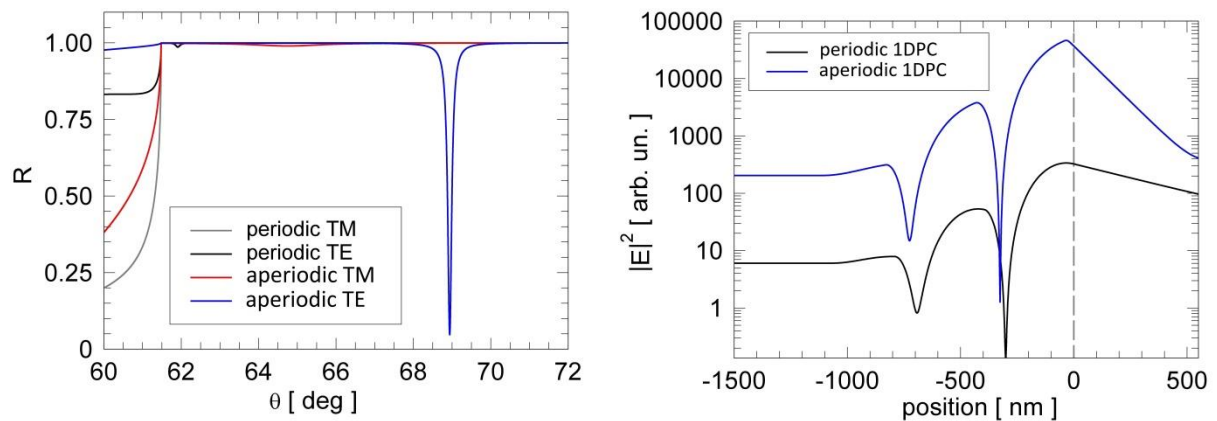 1.00
0.75
0.50
0.25
0
R
periodic TM
periodic TE
aperiodic TM
aperiodic TE
60 62 64 66 68 70 72
θ [ deg ]
100000
10000
1000
100
10
1
|E|² [ arb. un. ]
periodic 1DPC
aperiodic 1DPC
-1500 -1000 -500 0 500
position [ nm ]